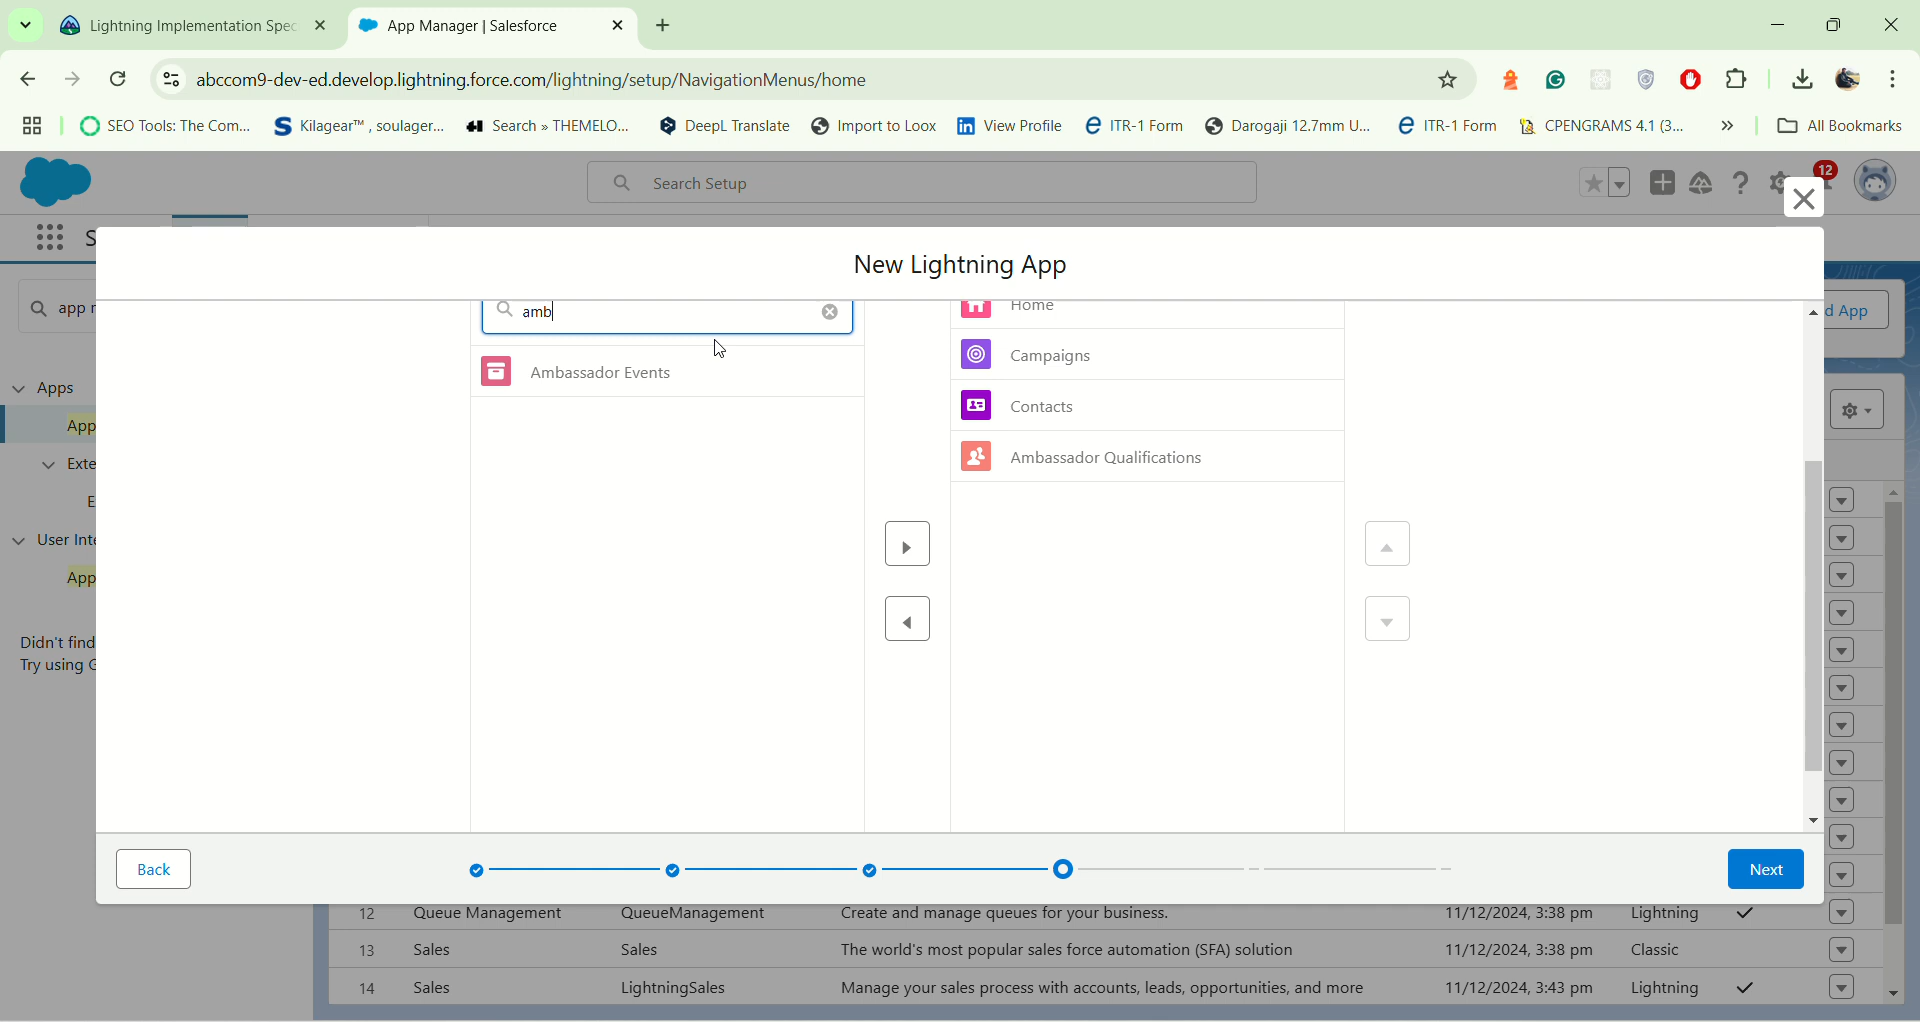 Lightning Implementation Spec
App Manager | Salesforce
abccom9-dev-ed.develop.lightning.force.com/lightning/setup/NavigationMenus/home
SEO Tools: The Com...
Kilagear™ , soulager...
Search » THEMELO...
DeepL Translate
Import to Loox
View Profile
ITR-1 Form
Darogaji 12.7mm U...
ITR-1 Form
CPENGRAMS 4.1 (3...
»
All Bookmarks
Search Setup
12
S
New Lightning App
app r
amb
Home
d App
Campaigns
Ambassador Events
Apps
Contacts
App
Ambassador Qualifications
Exte
E
User Inte
App
Didn't find
Try using G
Back
Next
12 Queue Management QueueManagement Create and manage queues for your business. 11/12/2024, 3:38 pm Lightning
13 Sales Sales The world's most popular sales force automation (SFA) solution 11/12/2024, 3:38 pm Classic
14 Sales LightningSales Manage your sales process with accounts, leads, opportunities, and more 11/12/2024, 3:43 pm Lightning